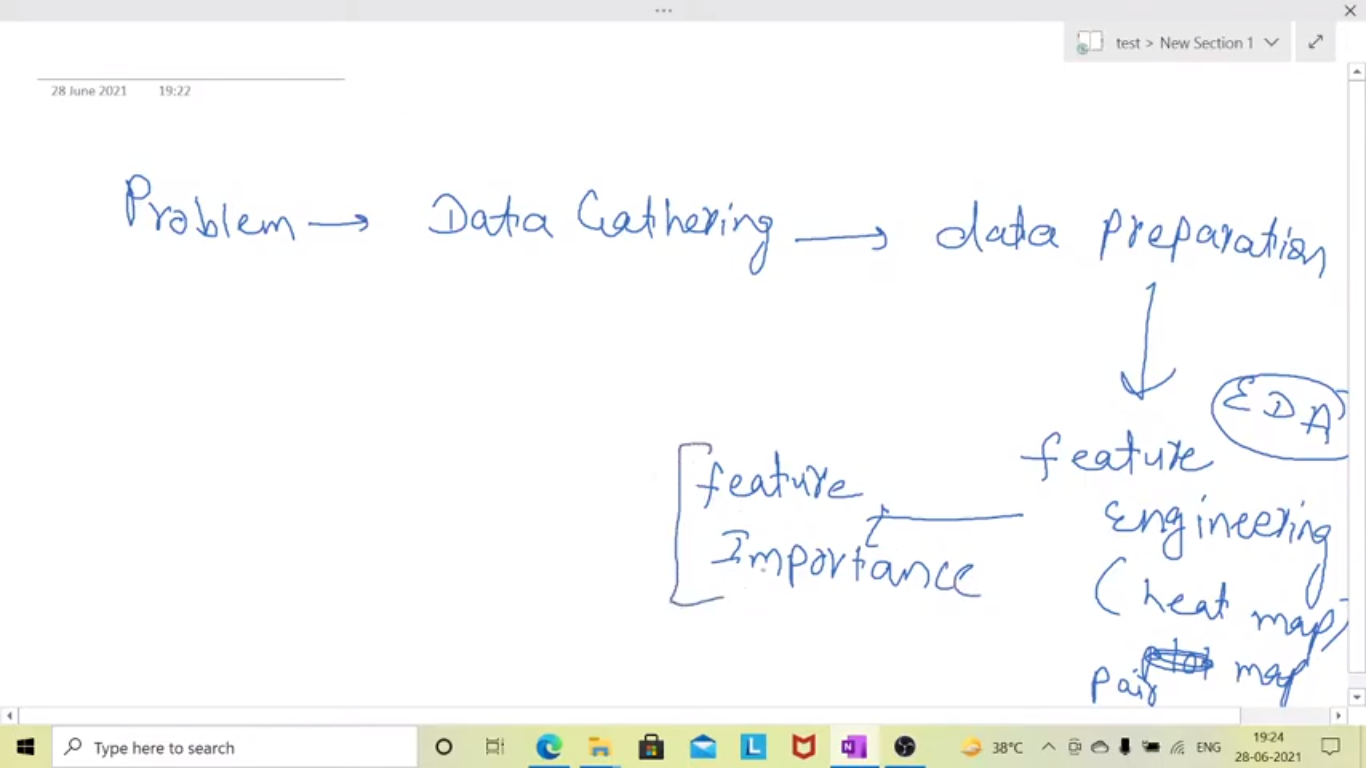 test > New Section 1
28 June 2021 19:22
Problem → Data Gathering → data preparation
EDA
feature
Engineering
(heat map,
pair map
feature
Importance
Type here to search
38°C
ENG
19:24
28-06-2021